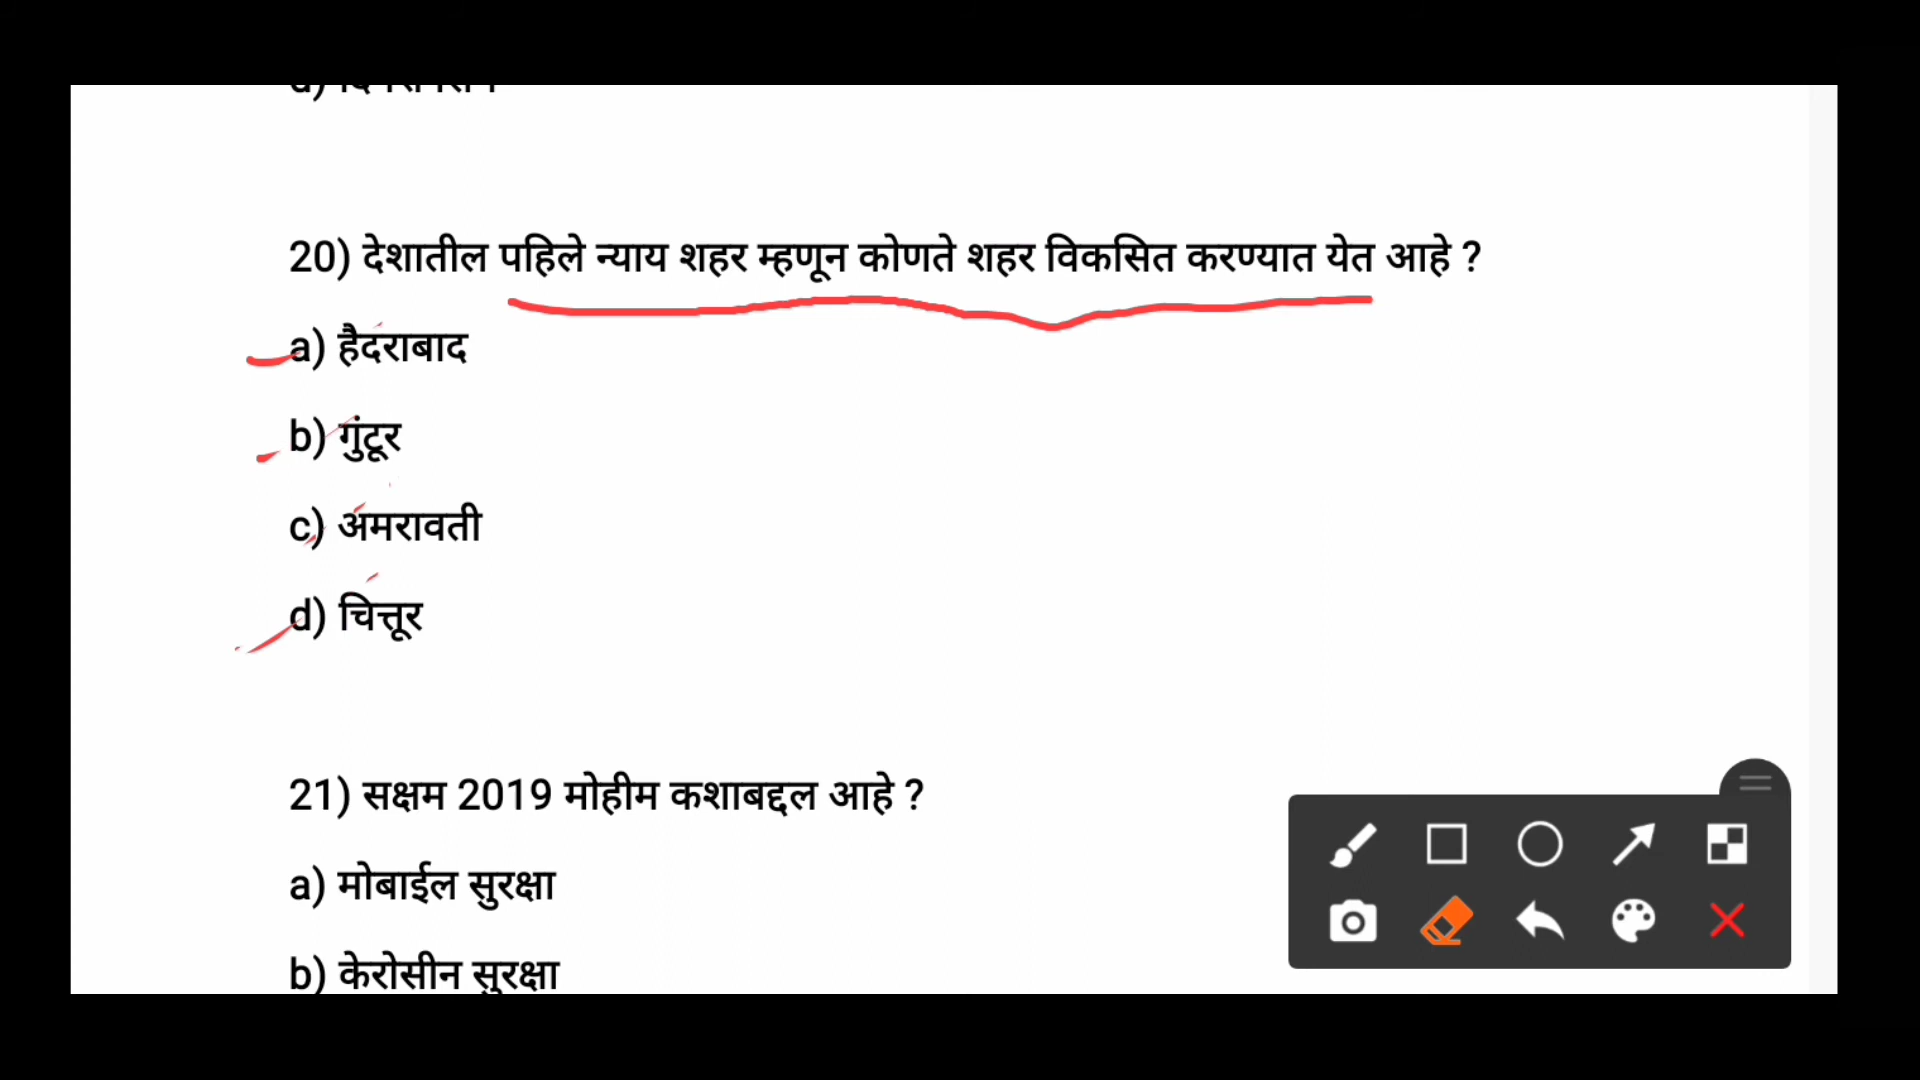 20) देशातील पहिले न्याय शहर म्हणून कोणते शहर विकसित करण्यात येत आहे ?
a) हैदराबाद
b) गुंटूर
c) अमरावती
d) चित्तूर
21) सक्षम 2019 मोहीम कशाबद्दल आहे ?
a) मोबाईल सुरक्षा
b) केरोसीन सुरक्षा